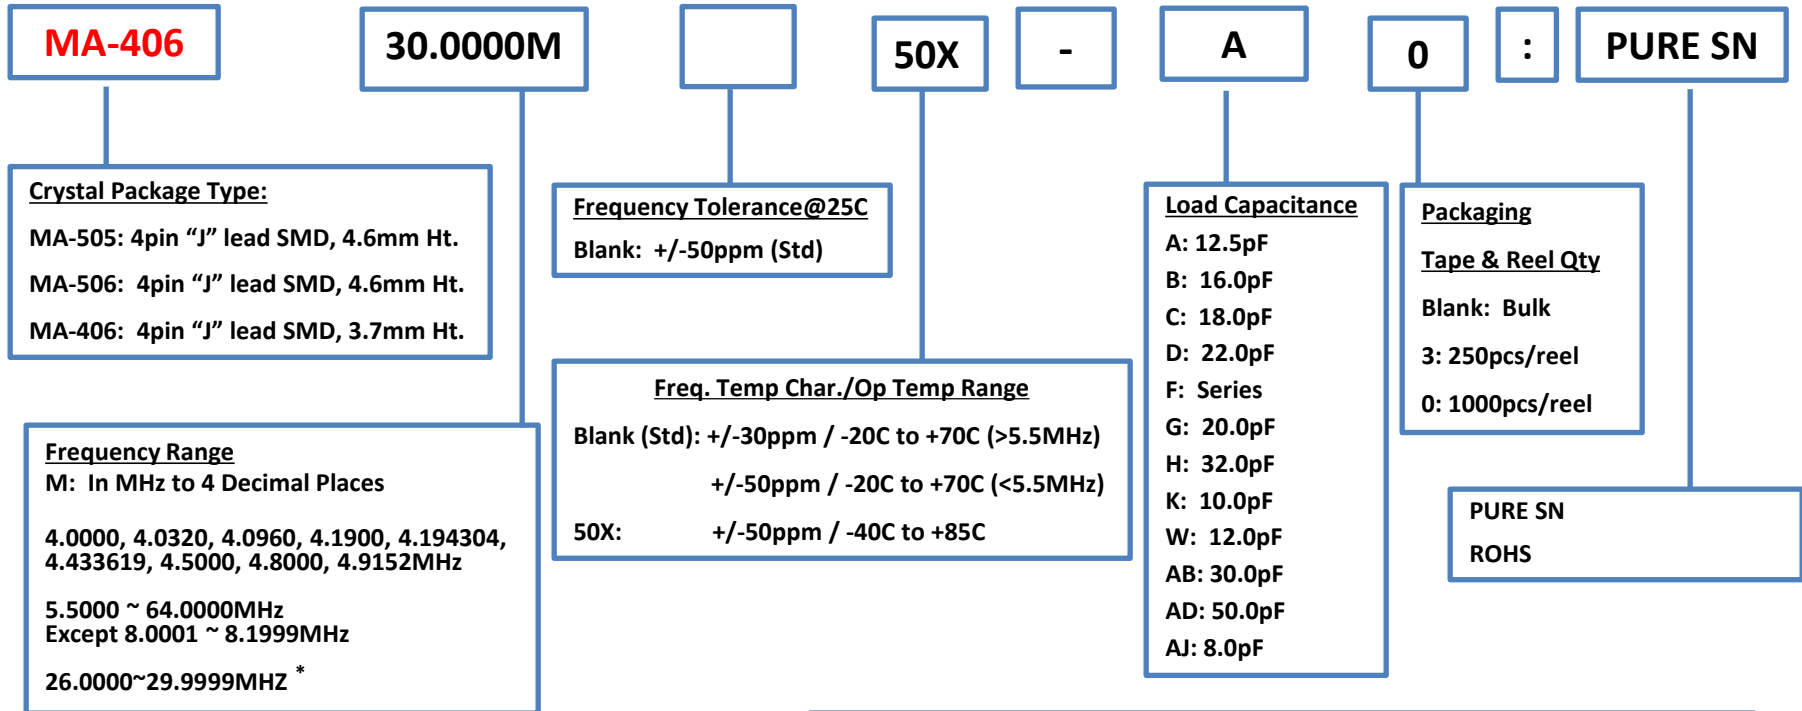 MA-406 30.0000M 50X - A 0 : PURE SN
Crystal Package Type:
MA-505: 4pin “J” lead SMD, 4.6mm Ht.
MA-506: 4pin “J” lead SMD, 4.6mm Ht.
MA-406: 4pin “J” lead SMD, 3.7mm Ht.
Frequency Range
M: In MHz to 4 Decimal Places
4.0000, 4.0320, 4.0960, 4.1900, 4.194304,
4.433619, 4.5000, 4.8000, 4.9152MHz
5.5000 ~ 64.0000MHz
Except 8.0001 ~ 8.1999MHz
26.0000~29.9999MHZ *
Frequency Tolerance@25C
Blank: +/-50ppm (Std)
Freq. Temp Char./Op Temp Range
Blank (Std): +/-30ppm / -20C to +70C (>5.5MHz)
+/-50ppm / -20C to +70C (<5.5MHz)
50X: +/-50ppm / -40C to +85C
Load Capacitance
A: 12.5pF
B: 16.0pF
C: 18.0pF
D: 22.0pF
F: Series
G: 20.0pF
H: 32.0pF
K: 10.0pF
W: 12.0pF
AB: 30.0pF
AD: 50.0pF
AJ: 8.0pF
Packaging
Tape & Reel Qty
Blank: Bulk
3: 250pcs/reel
0: 1000pcs/reel
PURE SN
ROHS